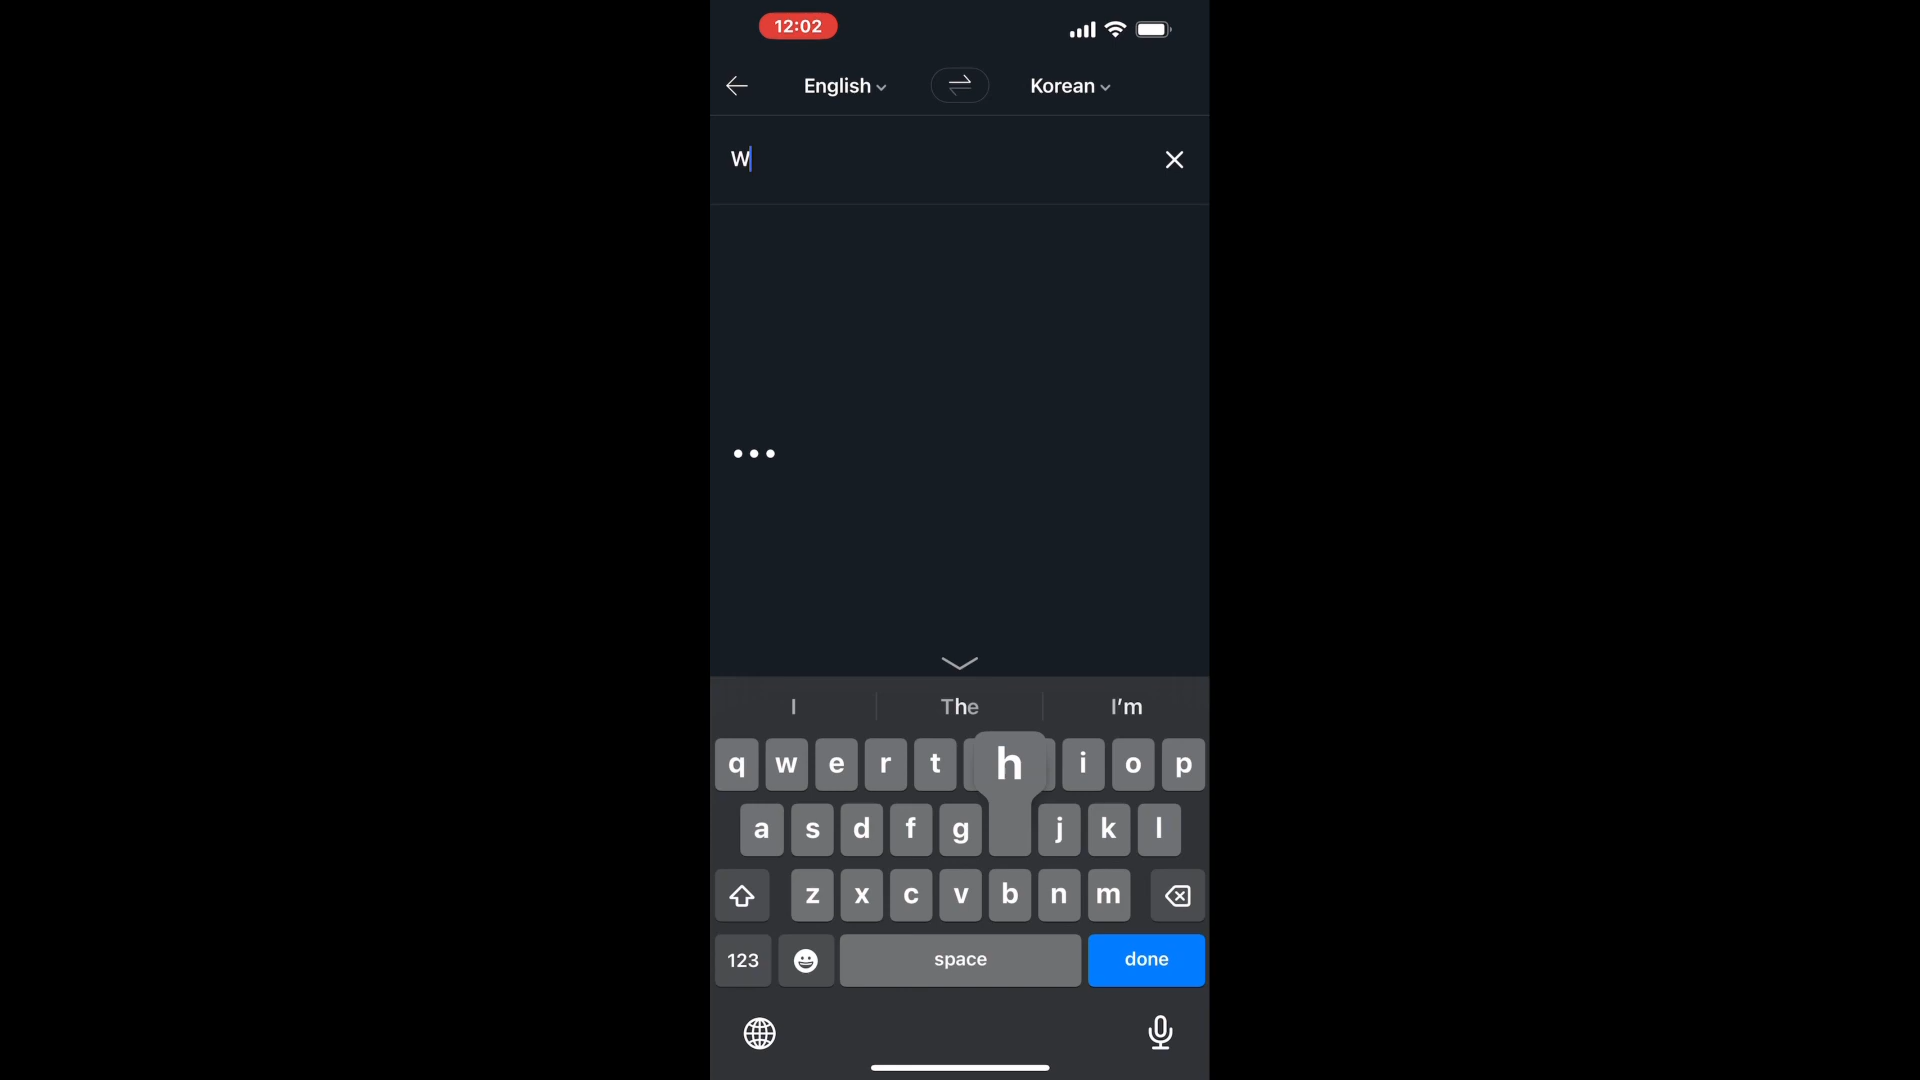 12:02
English Korean
W
I The I'm
q w e r t h i o p
a s d f g j k l
z x c v b n m
123 space done